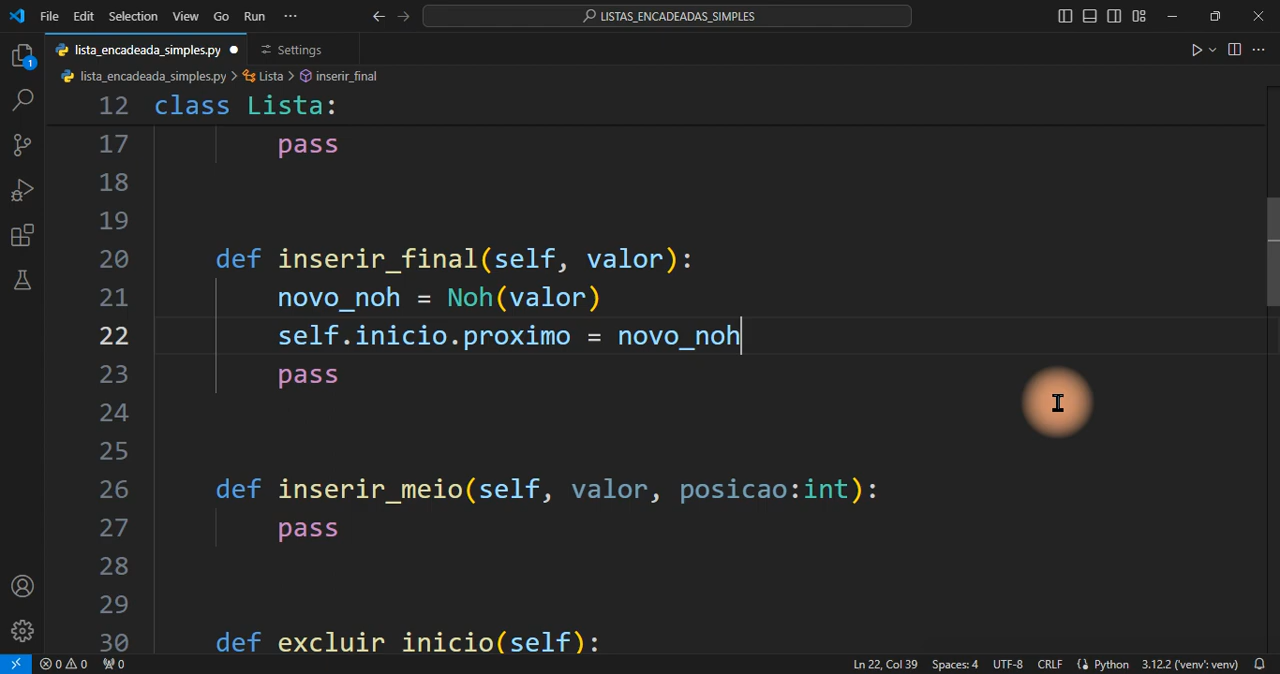 File Edit Selection View Go Run ··· LISTAS_ENCADEADAS_SIMPLES
lista_encadeada_simples.py Settings
lista_encadeada_simples.py > Lista > inserir_final
1
12 class Lista:
17 pass
18
19
20 def inserir_final(self, valor):
21 novo_noh = Noh(valor)
22 self.inicio.proximo = novo_noh
23 pass
24
25
26 def inserir_meio(self, valor, posicao:int):
27 pass
28
29
30 def excluir_inicio(self):
0 0 0 Ln 22, Col 39 Spaces: 4 UTF-8 CRLF Python 3.12.2 ('venv': venv)